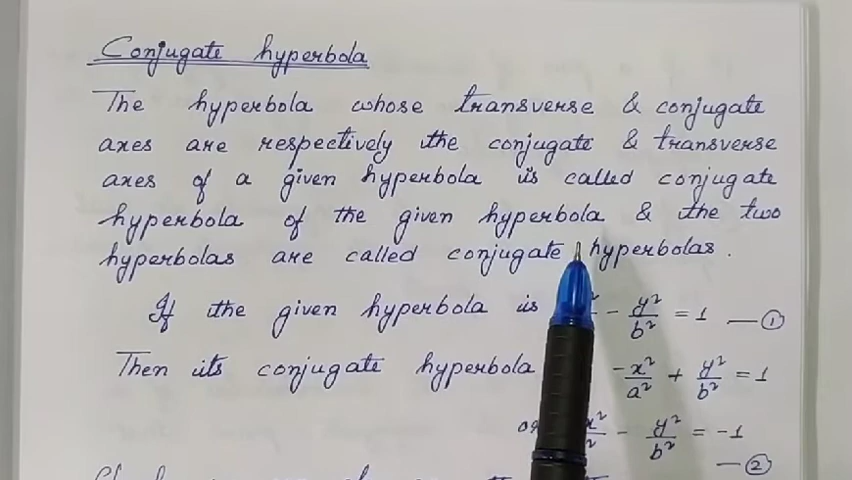 Conjugate hyperbola
The hyperbola whose transverse & conjugate
axes are respectively the conjugate & transverse
axes of a given hyperbola is called conjugate
hyperbola of the given hyperbola & the two
hyperbolas are called conjugate hyperbolas.
If the given hyperbola is - y²/b² = 1 —①
Then its conjugate hyperbola -x²/a² + y²/b² = 1
- y²/b² = -1
—②